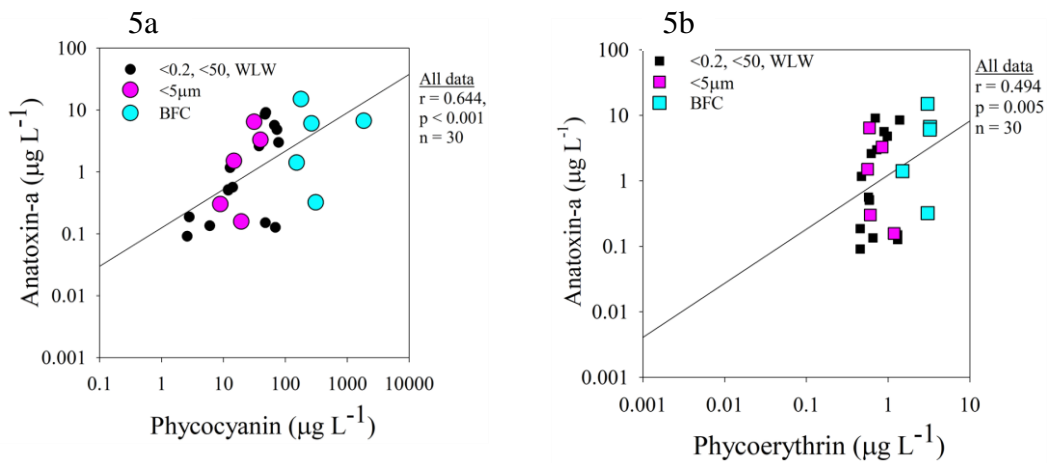 5a
100
10
1
0.1
0.01
0.001
Anatoxin-a (µg L⁻¹)
<0.2, <50, WLW
<5µm
BFC
All data
r = 0.644,
p < 0.001
n = 30
0.1 1 10 100 1000 10000
Phycocyanin (µg L⁻¹)
5b
100
10
1
0.1
0.01
0.001
Anatoxin-a (µg L⁻¹)
<0.2, <50, WLW
<5µm
BFC
All data
r = 0.494
p = 0.005
n = 30
0.001 0.01 0.1 1 10
Phycoerythrin (µg L⁻¹)